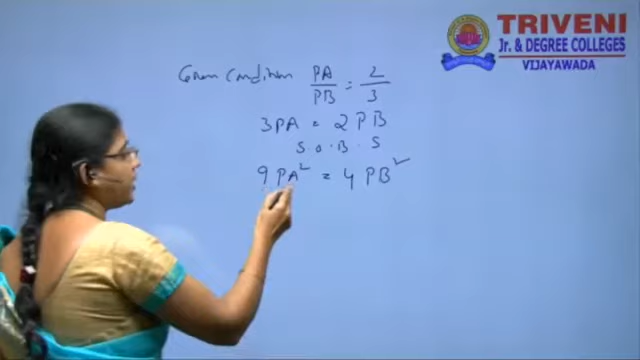 TRIVENI
Jr. & DEGREE COLLEGES
VIJAYAWADA
Given Condition PA/PB = 2/3
3PA = 2PB
S.O.B.S
9PA² = 4PB²